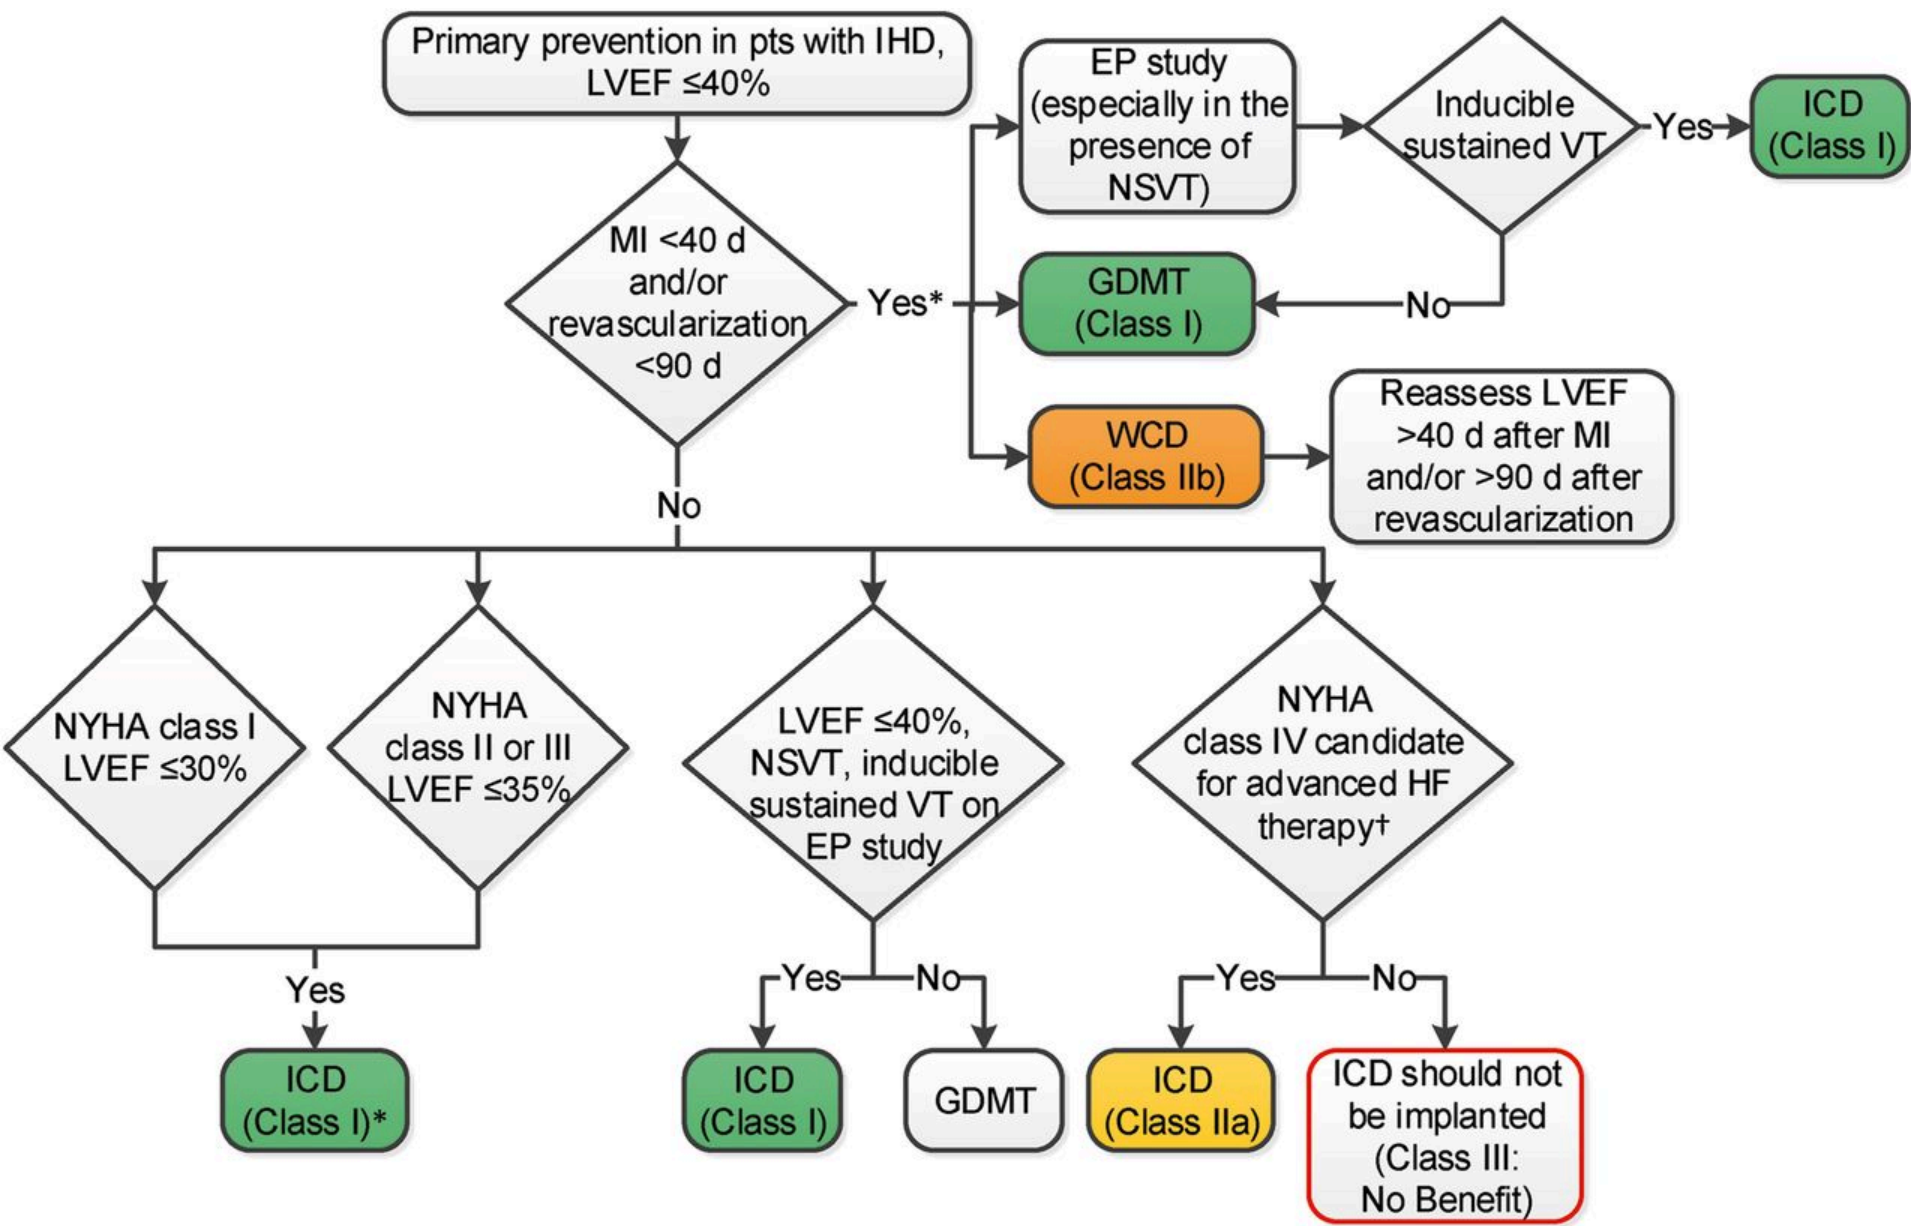 Primary prevention in pts with IHD,
LVEF ≤40%
EP study
(especially in the
presence of
NSVT)
Inducible
sustained VT
Yes
ICD
(Class I)
MI <40 d
and/or
revascularization
<90 d
Yes*
GDMT
(Class I)
No
WCD
(Class IIb)
Reassess LVEF
>40 d after MI
and/or >90 d after
revascularization
No
NYHA class I
LVEF ≤30%
NYHA
class II or III
LVEF ≤35%
LVEF ≤40%,
NSVT, inducible
sustained VT on
EP study
NYHA
class IV candidate
for advanced HF
therapy†
Yes
Yes
No
Yes
No
ICD
(Class I)*
ICD
(Class I)
GDMT
ICD
(Class IIa)
ICD should not
be implanted
(Class III:
No Benefit)